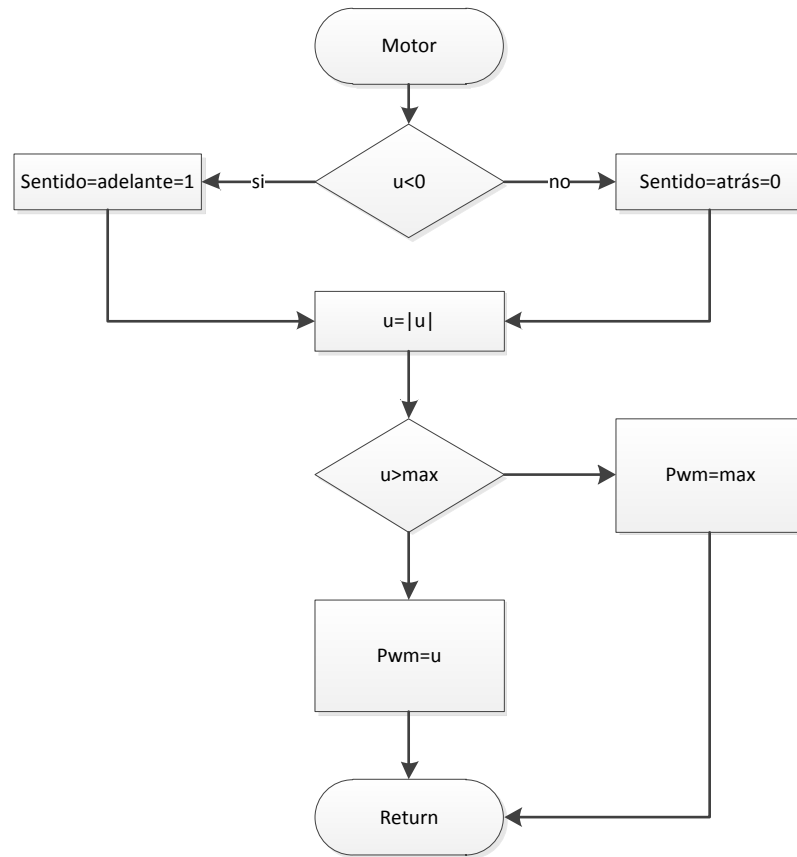 Motor
u<0
si
no
Sentido=adelante=1
Sentido=atrás=0
u=|u|
u>max
Pwm=max
Pwm=u
Return